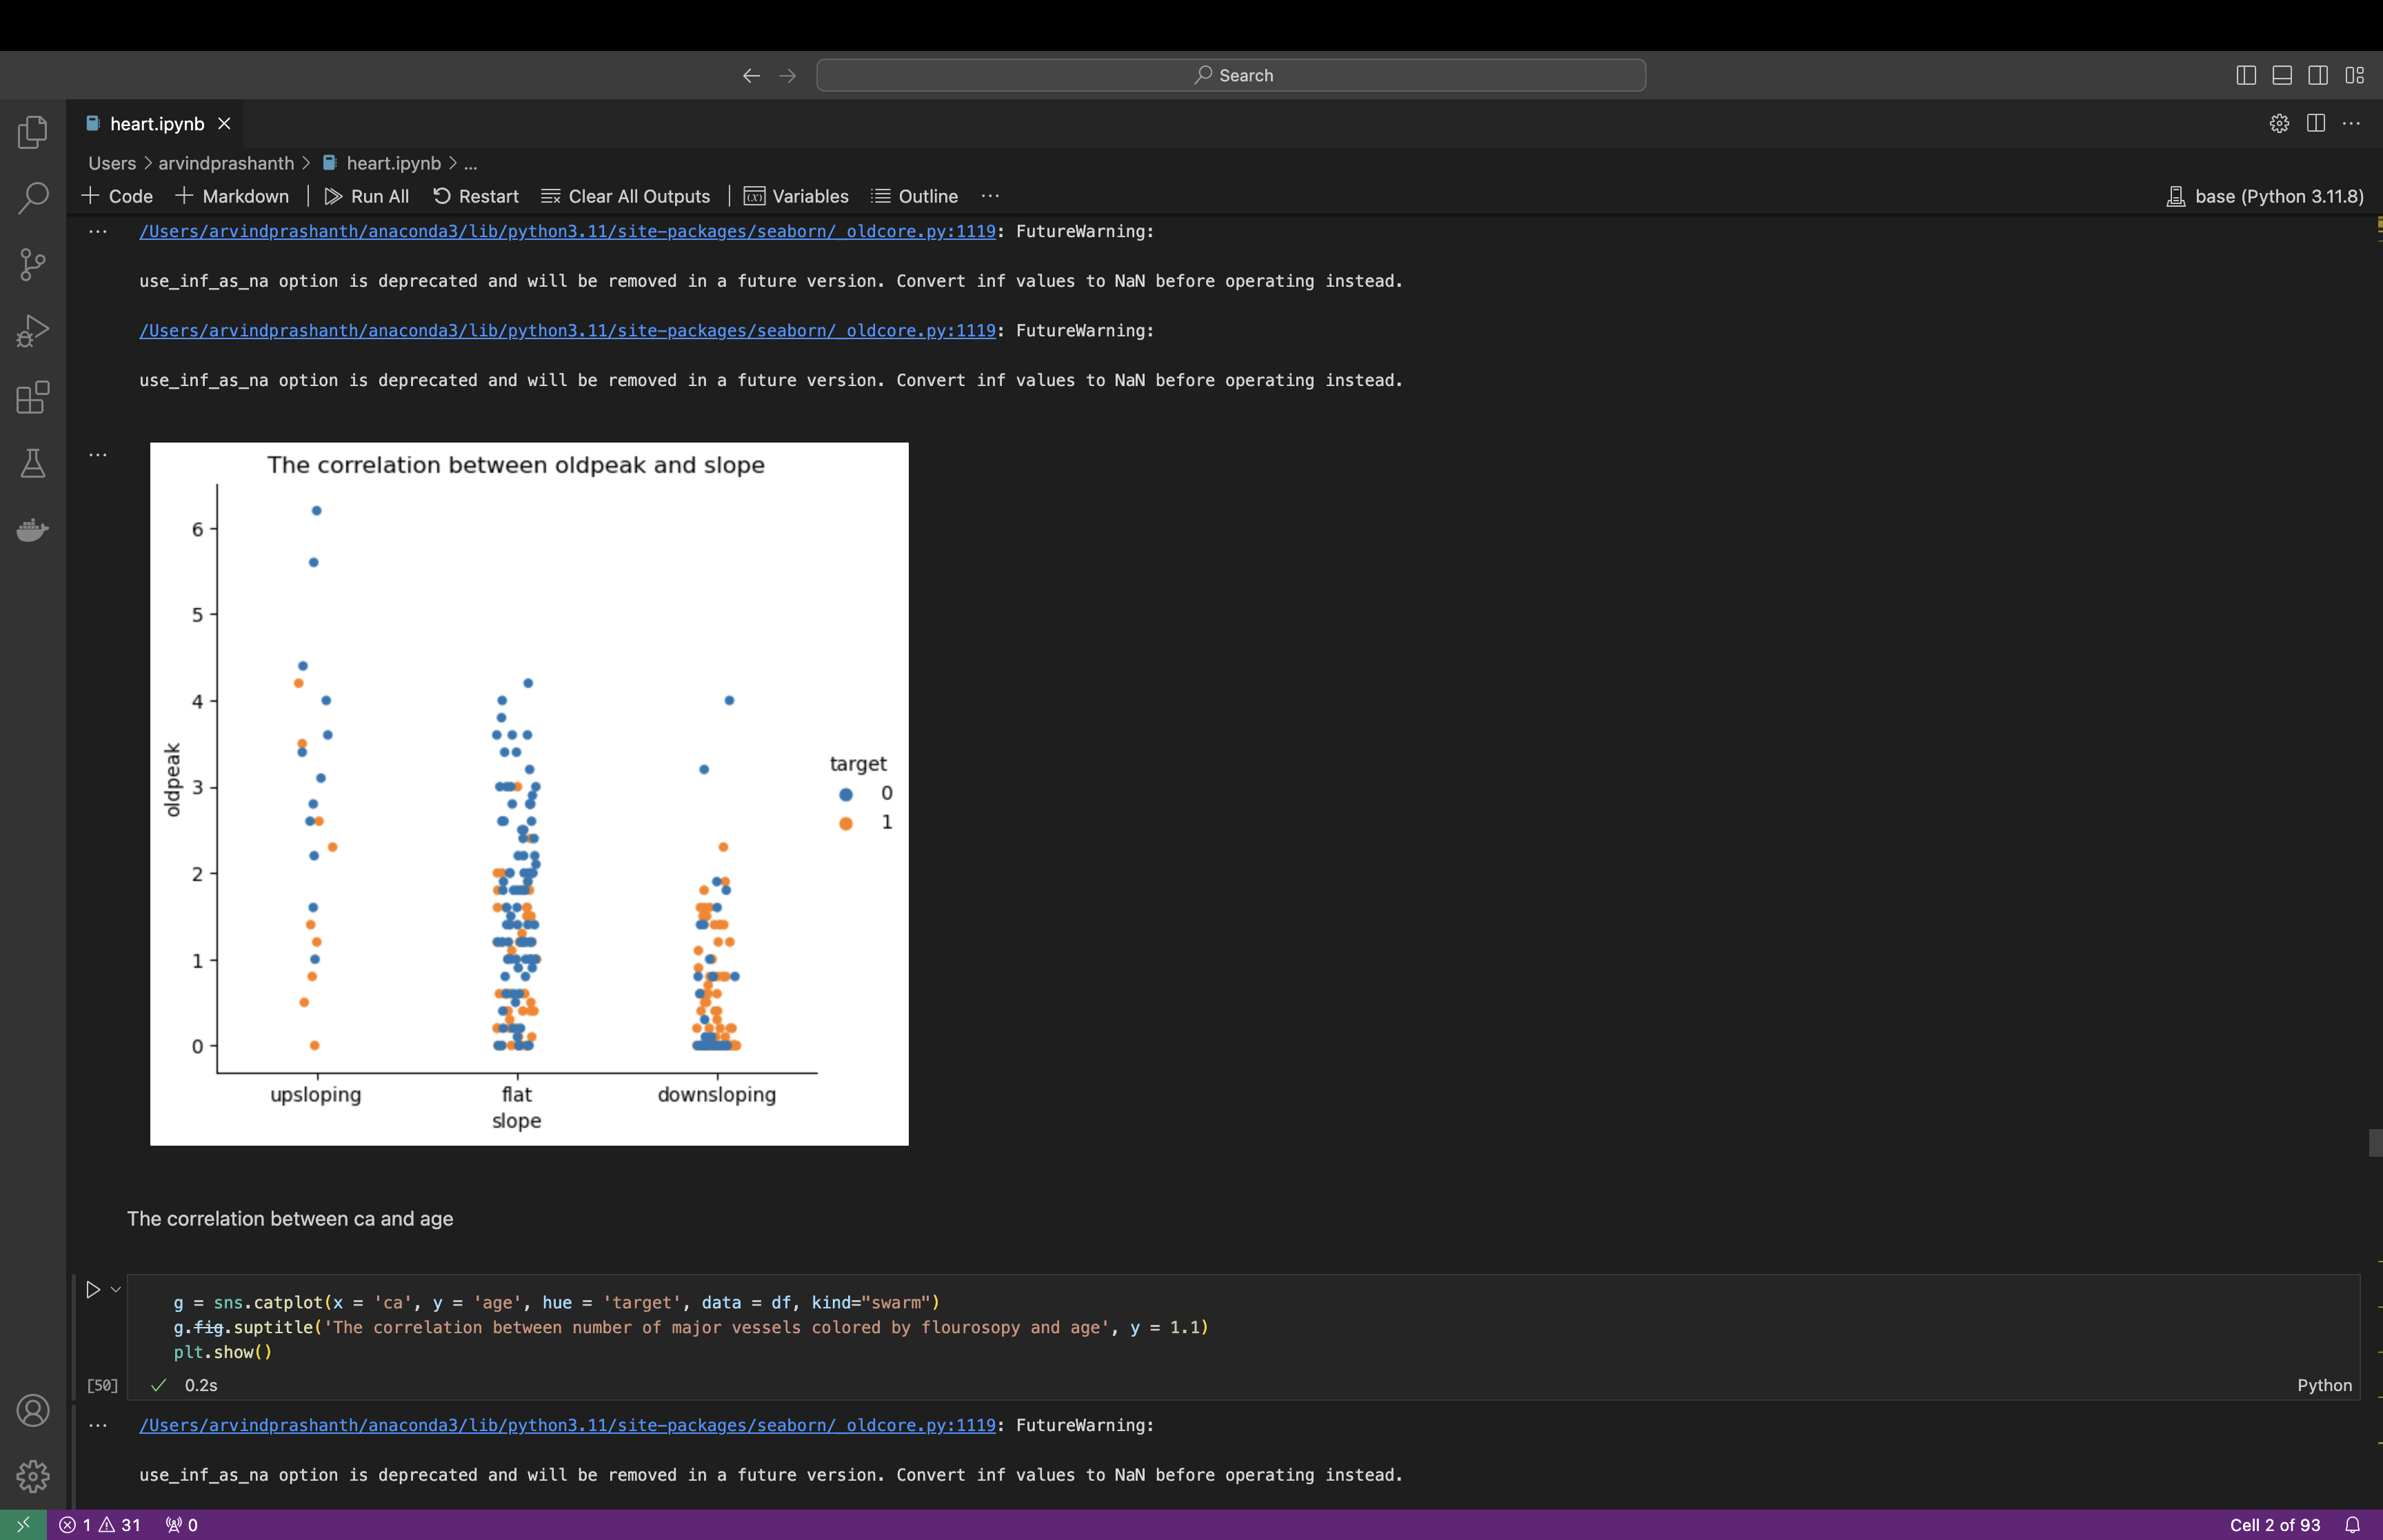 Search
heart.ipynb
Users > arvindprashanth > heart.ipynb > ...
+ Code + Markdown | Run All Restart Clear All Outputs | Variables Outline ... base (Python 3.11.8)
/Users/arvindprashanth/anaconda3/lib/python3.11/site-packages/seaborn/_oldcore.py:1119: FutureWarning:
use_inf_as_na option is deprecated and will be removed in a future version. Convert inf values to NaN before operating instead.
/Users/arvindprashanth/anaconda3/lib/python3.11/site-packages/seaborn/_oldcore.py:1119: FutureWarning:
use_inf_as_na option is deprecated and will be removed in a future version. Convert inf values to NaN before operating instead.
The correlation between oldpeak and slope
6
5
4
3
2
1
0
oldpeak
target
0
1
upsloping flat downsloping
slope
The correlation between ca and age
g = sns.catplot(x = 'ca', y = 'age', hue = 'target', data = df, kind="swarm")
g.fig.suptitle('The correlation between number of major vessels colored by flourosopy and age', y = 1.1)
plt.show()
[50] 0.2s Python
/Users/arvindprashanth/anaconda3/lib/python3.11/site-packages/seaborn/_oldcore.py:1119: FutureWarning:
use_inf_as_na option is deprecated and will be removed in a future version. Convert inf values to NaN before operating instead.
1 31 0 Cell 2 of 93